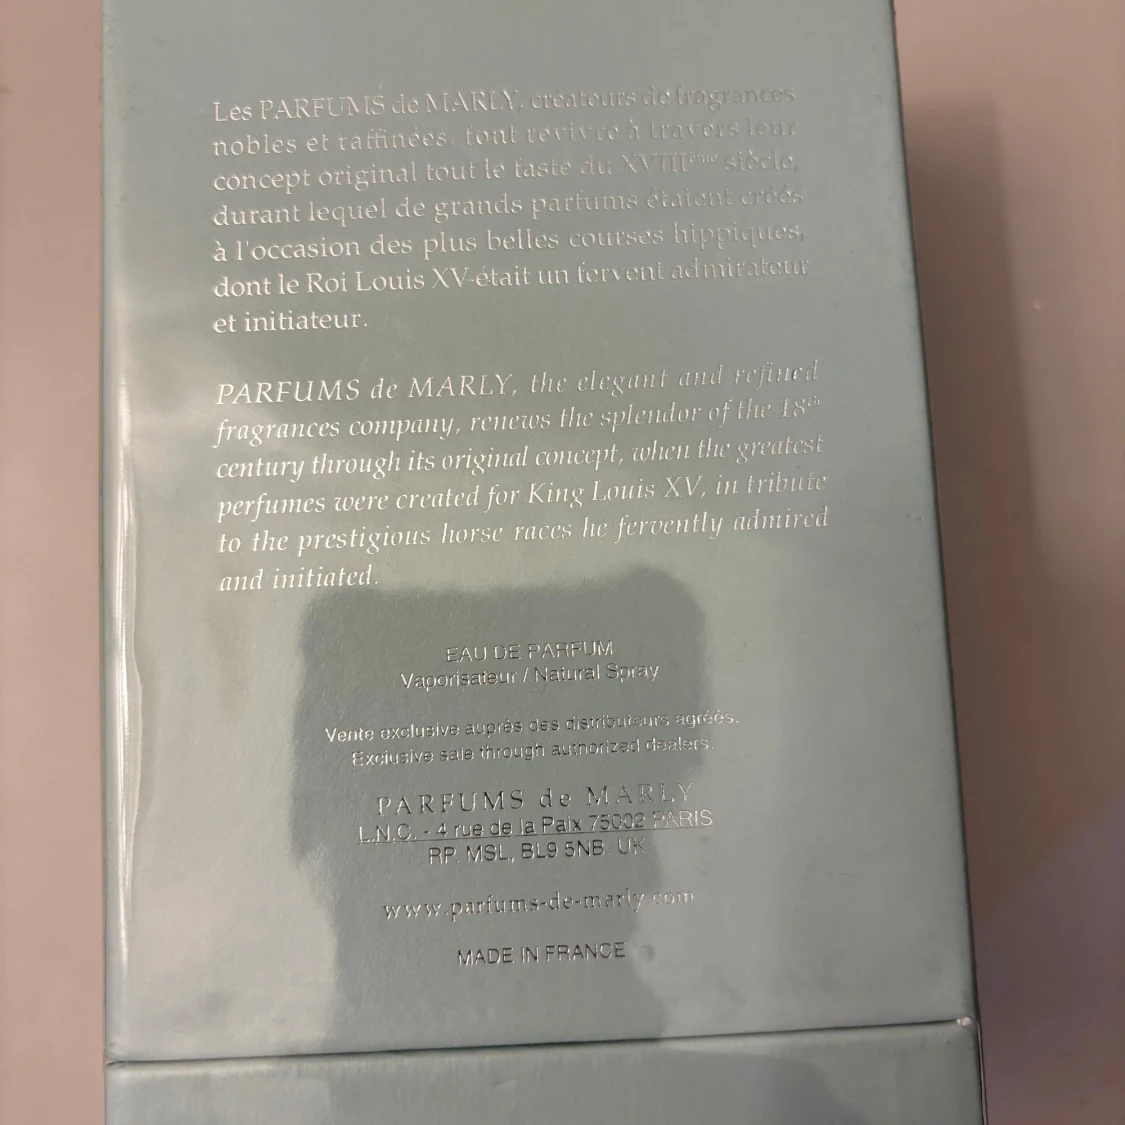 Les PARFUMS de MARLY, créateurs de fragrances
nobles et raffinées, font revivre à travers leur
concept original tout le faste du XVIIIème siècle,
durant lequel de grands parfums étaient créés
à l'occasion des plus belles courses hippiques,
dont le Roi Louis XV était un fervent admirateur
et initiateur.
PARFUMS de MARLY, the elegant and refined
fragrances company, renews the splendor of the 18th
century through its original concept, when the greatest
perfumes were created for King Louis XV, in tribute
to the prestigious horse races he fervently admired
and initiated.
EAU DE PARFUM
Vaporisateur / Natural Spray
Vente exclusive auprès des distributeurs agréés.
Exclusive sale through authorized dealers.
PARFUMS de MARLY
L.N.C. - 4 rue de la Paix 75002 PARIS
RP. MSL, BL9 5NB. UK
www.parfums-de-marly.com
MADE IN FRANCE